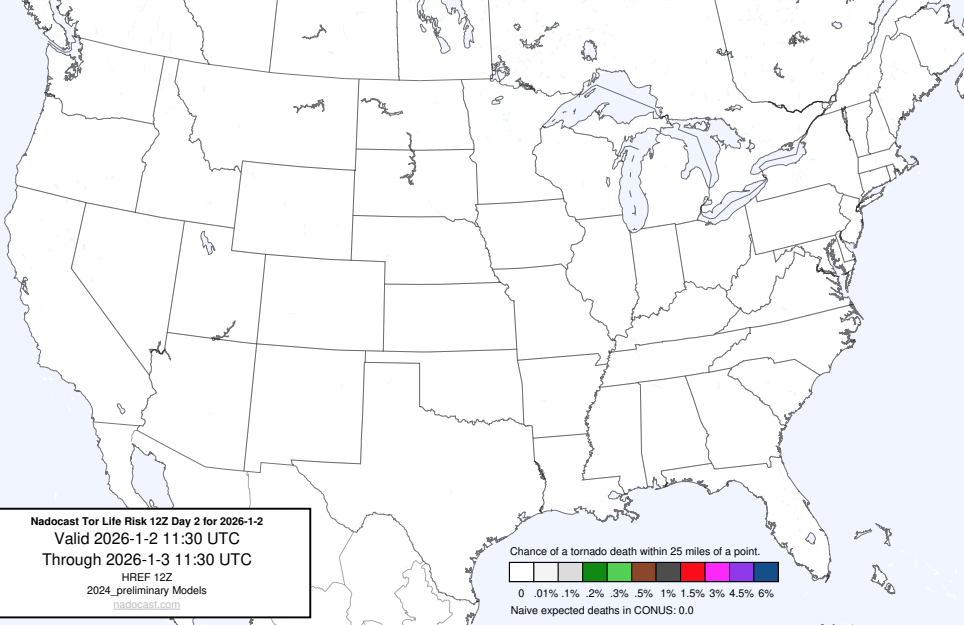 Nadocast Tor Life Risk 12Z Day 2 for 2026-1-2
Valid 2026-1-2 11:30 UTC
Through 2026-1-3 11:30 UTC
HREF 12Z
2024_preliminary Models
nadocast.com
Chance of a tornado death within 25 miles of a point.
0 .01% .1% .2% .3% .5% 1% 1.5% 3% 4.5% 6%
Naive expected deaths in CONUS: 0.0